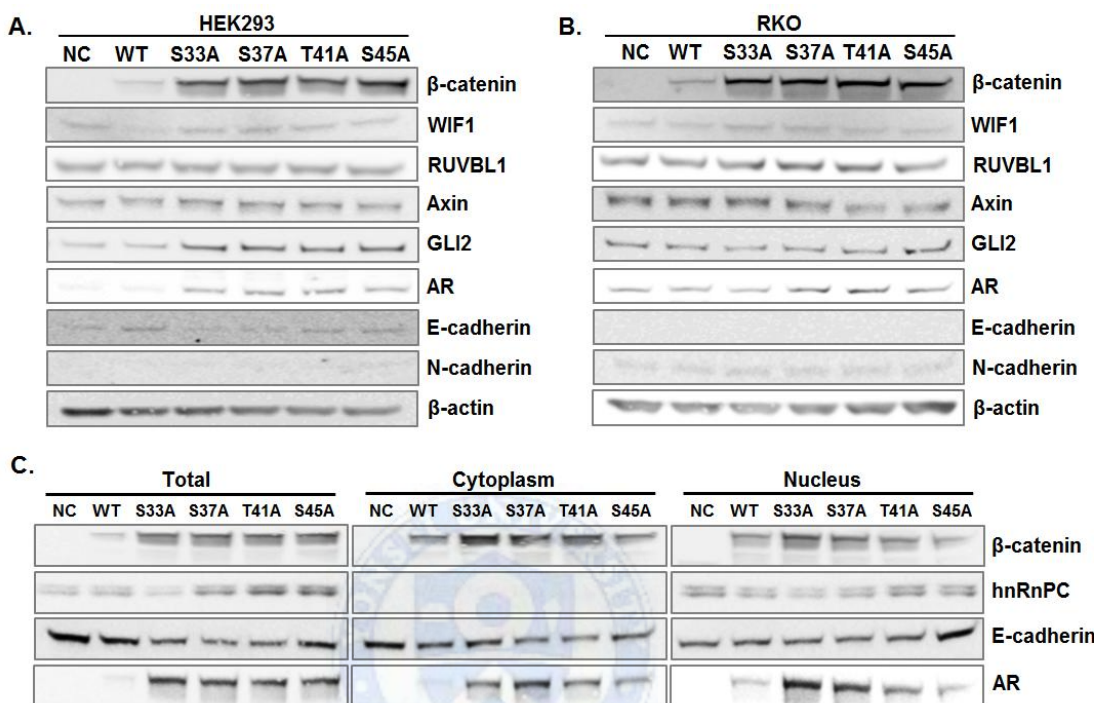 A.
HEK293
NC WT S33A S37A T41A S45A
β-catenin
WIF1
RUVBL1
Axin
GLI2
AR
E-cadherin
N-cadherin
β-actin
B.
RKO
NC WT S33A S37A T41A S45A
β-catenin
WIF1
RUVBL1
Axin
GLI2
AR
E-cadherin
N-cadherin
β-actin
C.
Total Cytoplasm Nucleus
NC WT S33A S37A T41A S45A NC WT S33A S37A T41A S45A NC WT S33A S37A T41A S45A
β-catenin
hnRnPC
E-cadherin
AR